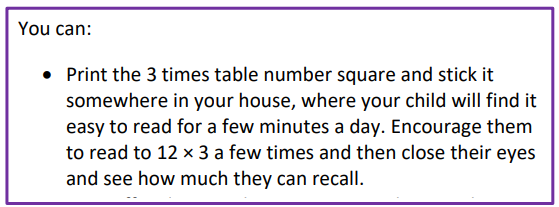 You can:
• Print the 3 times table number square and stick it
somewhere in your house, where your child will find it
easy to read for a few minutes a day. Encourage them
to read to 12 × 3 a few times and then close their eyes
and see how much they can recall.